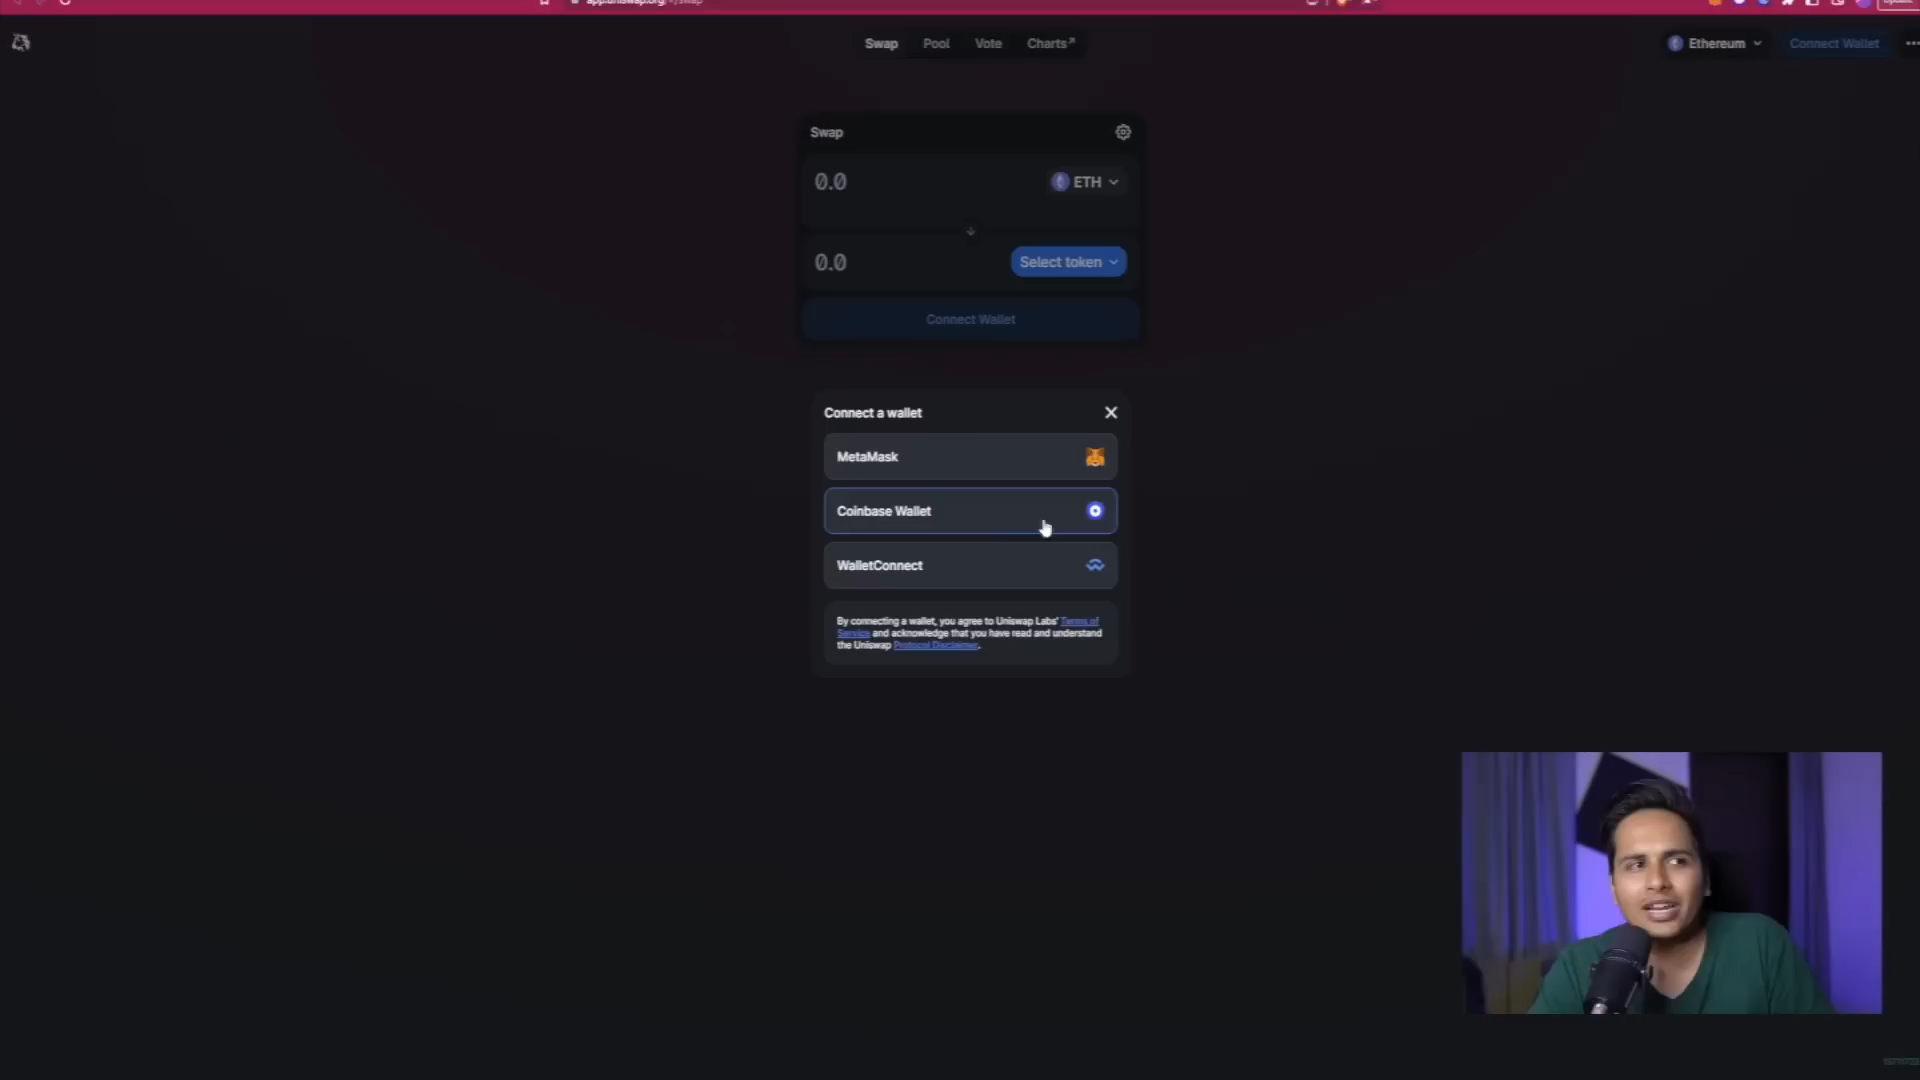 Swap
Pool
Vote
Charts
Ethereum
Connect Wallet
Swap
0.0
ETH
0.0
Select token
Connect Wallet
Connect a wallet
MetaMask
Coinbase Wallet
WalletConnect
By connecting a wallet, you agree to Uniswap Labs' Terms of
Service and acknowledge that you have read and understand
the Uniswap Protocol Disclaimer.